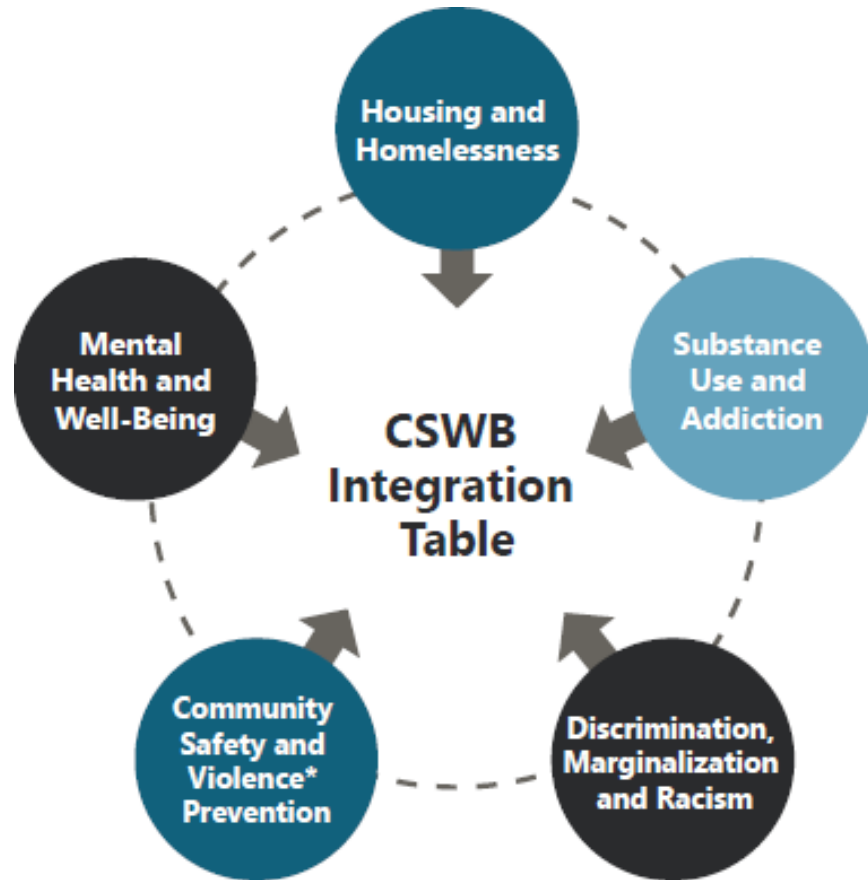 Housing and
Homelessness
Mental
Health and
Well-Being
Substance
Use and
Addiction
CSWB
Integration
Table
Community
Safety and
Violence*
Prevention
Discrimination,
Marginalization
and Racism